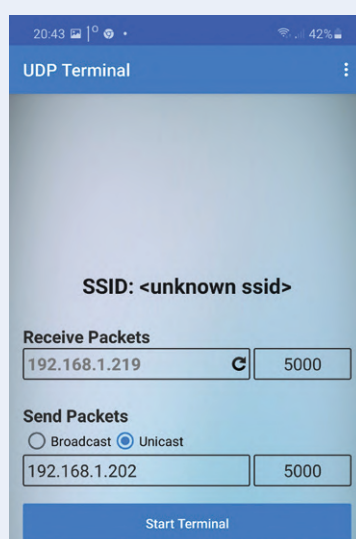 20:43 1° 42%
UDP Terminal
SSID: <unknown ssid>
Receive Packets
192.168.1.219 5000
Send Packets
Broadcast Unicast
192.168.1.202 5000
Start Terminal